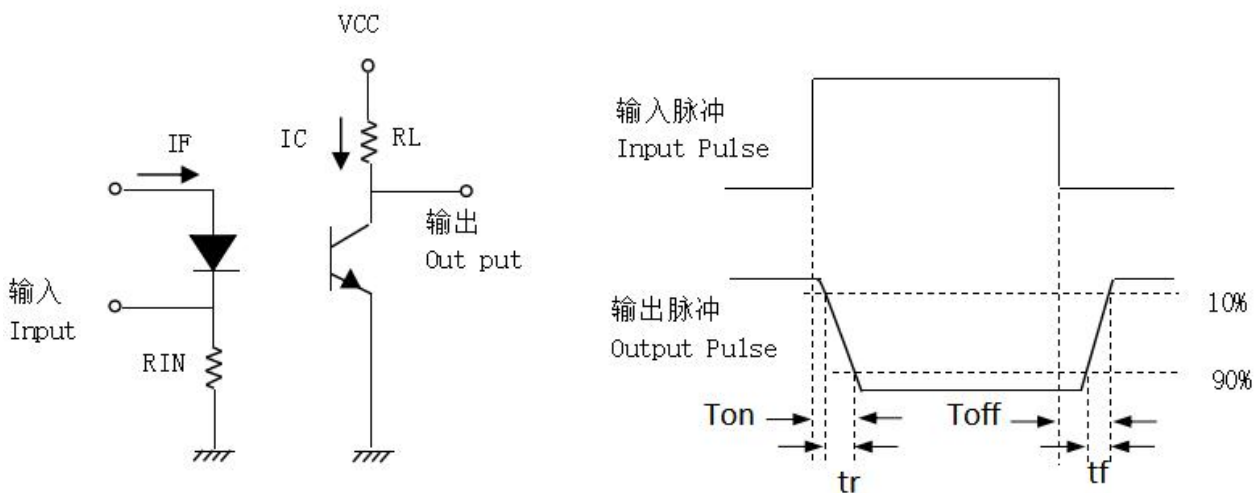 VCC
IF
IC
RL
输出
Out put
输入
Input
RIN
输入脉冲
Input Pulse
输出脉冲
Output Pulse
10%
90%
Ton
Toff
tr
tf